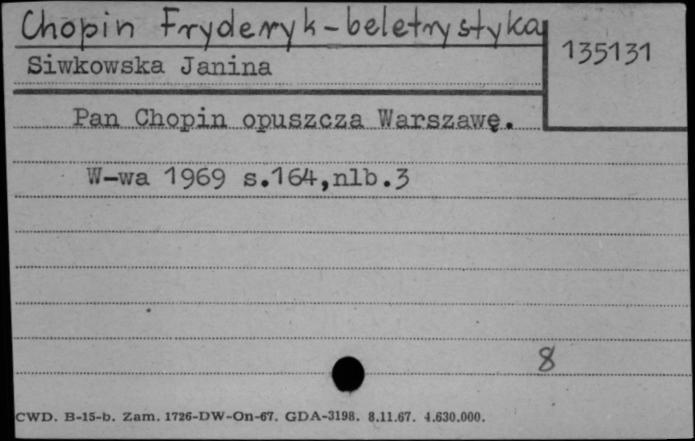 Chopin Fryderyk - beletrystyka
135131
Siwkowska Janina
Pan Chopin opuszcza Warszawę.
W-wa 1969 s.164,nlb.3
8
CWD. B-15-b. Zam. 1726-DW-On-67. GDA-3198. 8.11.67. 4.630.000.